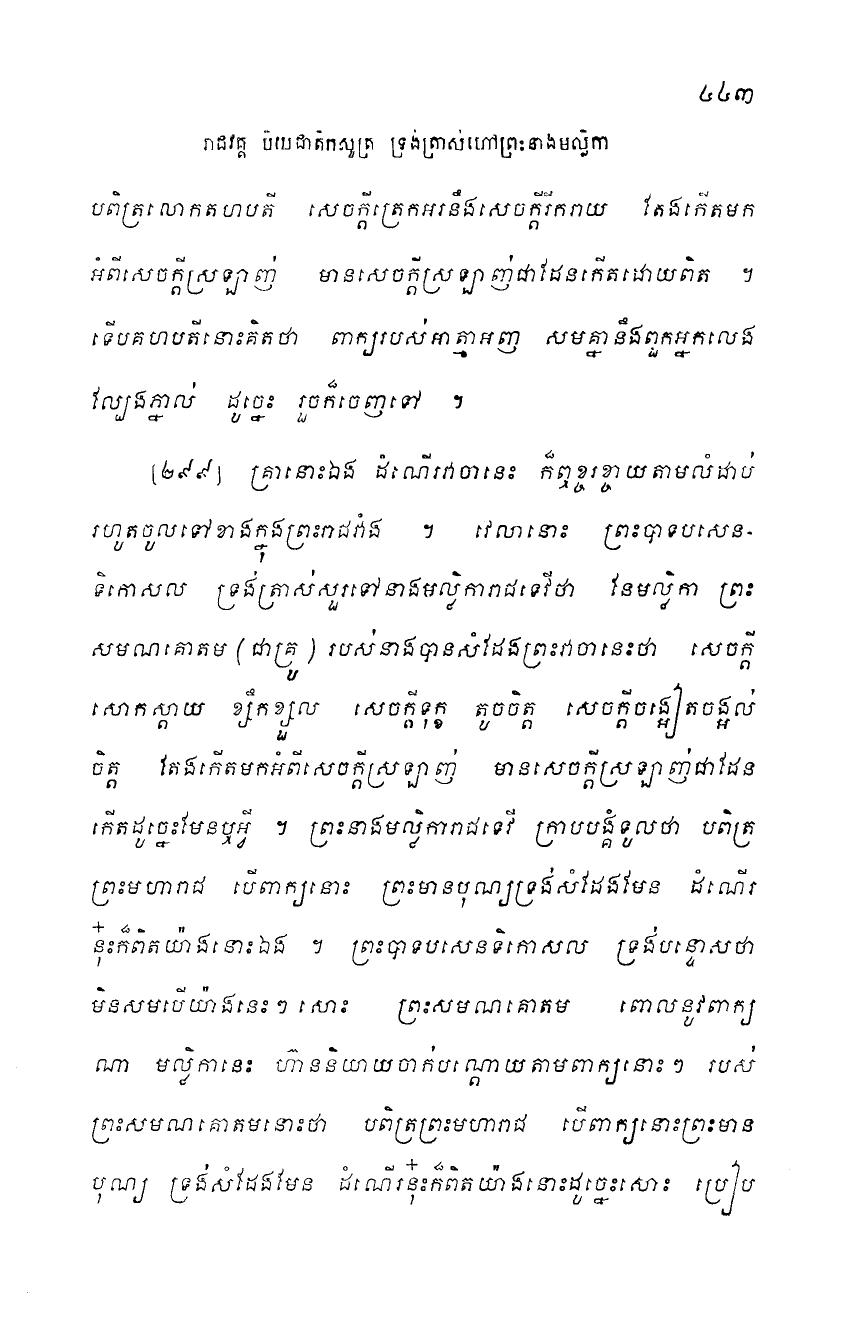 ៤៤៣
រាជវគ្គ បិយជាតិកសូត្រ ទ្រង់ត្រាស់ហៅព្រះនាងមល្លិកា
បពិត្រលោកគហបតី សេចក្តីត្រេកអរនឹងសេចក្តីរីករាយ តែងកើតមក
អំពីសេចក្តីស្រឡាញ់ មានសេចក្តីស្រឡាញ់ជាដែនកើតដោយពិត ។
ទើបគហបតីនោះគិតថា ពាក្យរបស់អាត្មាអញ សមគ្នានឹងពួកអ្នកលេង
ល្បែងភ្នាល់ ដូច្នេះ រួចក៏ចេញទៅ ។
[២៩៩] គ្រានោះឯង ដំណើរវាចានេះ ក៏ឮខ្ចរខ្ចាយតាមលំដាប់
រហូតចូលទៅខាងក្នុងព្រះរាជវាំង ។ វេលានោះ ព្រះបាទបសេន-
ទិកោសល ទ្រង់ត្រាស់សួរទៅនាងមល្លិការាជទេវីថា នែមល្លិកា ព្រះ
សមណគោតម (ជាគ្រូ) របស់នាងបានសំដែងព្រះវាចានេះថា សេចក្តី
សោកស្តាយ ខ្សឹកខ្សួល សេចក្តីទុក្ខ តូចចិត្ត សេចក្តីចង្អៀតចង្អល់
ចិត្ត តែងកើតមកអំពីសេចក្តីស្រឡាញ់ មានសេចក្តីស្រឡាញ់ជាដែន
កើតដូច្នេះមែនឬអ្វី ។ ព្រះនាងមល្លិការាជទេវី ក្រាបបង្គំទូលថា បពិត្រ
ព្រះមហារាជ បើពាក្យនោះ ព្រះមានបុណ្យទ្រង់សំដែងមែន ដំណើរ
នុ៎ះក៏ពិតយ៉ាងនោះឯង ។ ព្រះបាទបសេនទិកោសល ទ្រង់បន្ទោសថា
មិនសមបើយ៉ាងនេះៗ សោះ ព្រះសមណគោតម ពោលនូវពាក្យ
ណា មល្លិកានេះ ហ៊ាននិយាយចាក់បណ្តោយតាមពាក្យនោះៗ របស់
ព្រះសមណគោតមនោះថា បពិត្រព្រះមហារាជ បើពាក្យនោះព្រះមាន
បុណ្យ ទ្រង់សំដែងមែន ដំណើរនុ៎ះក៏ពិតយ៉ាងនោះដូច្នេះសោះ ប្រៀប